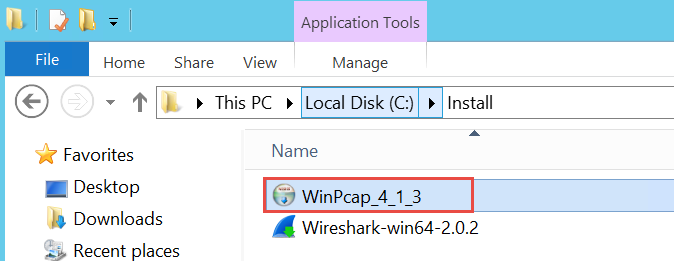 Application Tools
File Home Share View Manage
This PC Local Disk (C:) Install
Favorites
Desktop
Downloads
Recent places
Name
WinPcap_4_1_3
Wireshark-win64-2.0.2